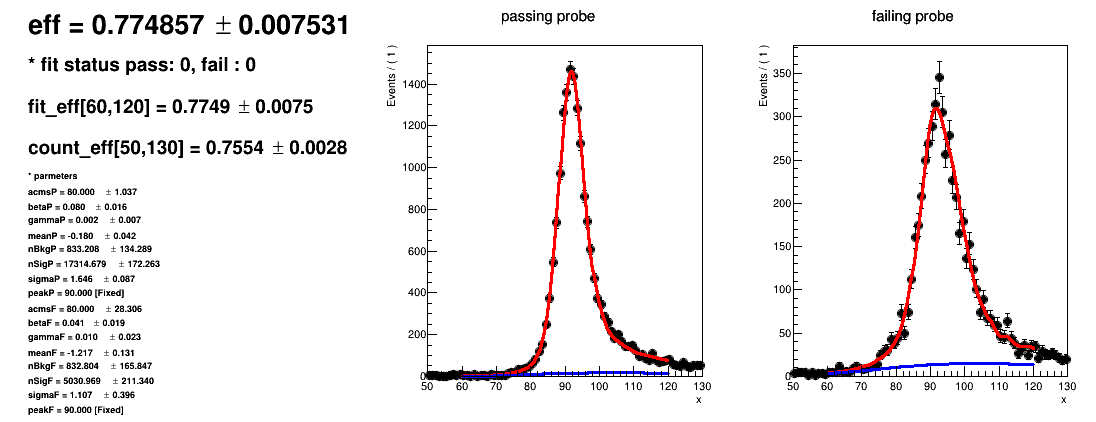 eff = 0.774857 ± 0.007531
* fit status pass: 0, fail : 0
fit_eff[60,120] = 0.7749 ± 0.0075
count_eff[50,130] = 0.7554 ± 0.0028
* parmeters
acmsP = 80.000 ± 1.037
betaP = 0.080 ± 0.016
gammaP = 0.002 ± 0.007
meanP = -0.180 ± 0.042
nBkgP = 833.208 ± 134.289
nSigP = 17314.679 ± 172.263
sigmaP = 1.646 ± 0.087
peakP = 90.000 [Fixed]
acmsF = 80.000 ± 28.306
betaF = 0.041 ± 0.019
gammaF = 0.010 ± 0.023
meanF = -1.217 ± 0.131
nBkgF = 832.804 ± 165.847
nSigF = 5030.969 ± 211.340
sigmaF = 1.107 ± 0.396
peakF = 90.000 [Fixed]
passing probe
Events / ( 1 )
1400
1200
1000
800
600
400
200
0
50 60 70 80 90 100 110 120 130
x
failing probe
Events / ( 1 )
350
300
250
200
150
100
50
0
50 60 70 80 90 100 110 120 130
x